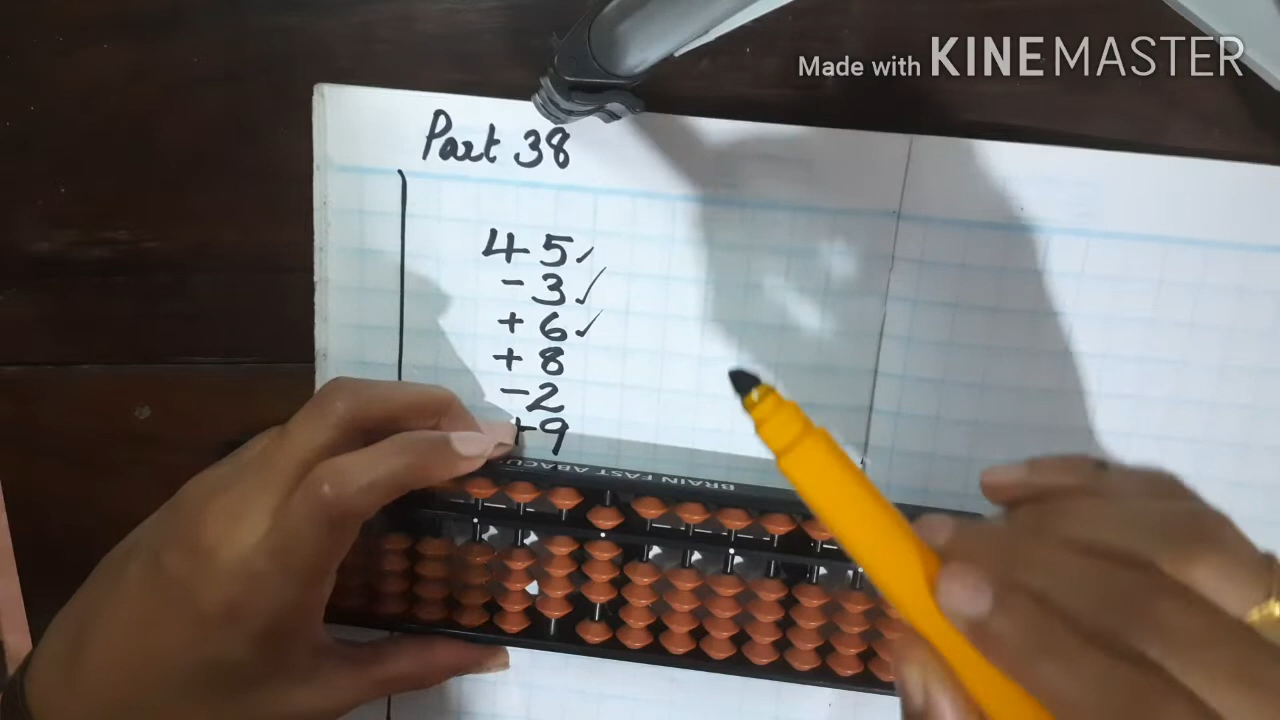 Made with KINEMASTER
Part 38
45✓
-3✓
+6✓
+8
-2
+9
BRAIN FAST ABACUS